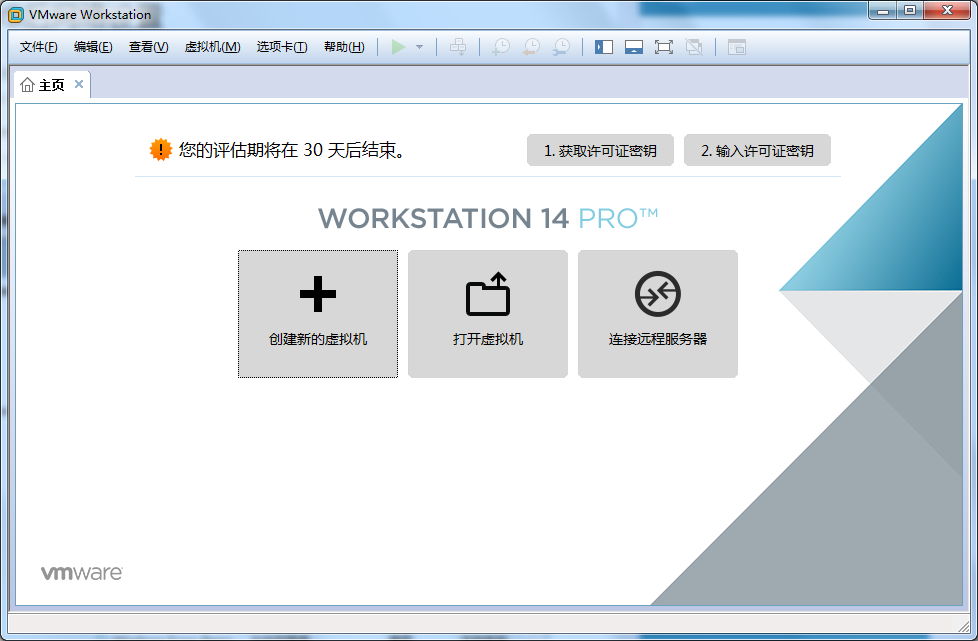 VMware Workstation
文件(F) 编辑(E) 查看(V) 虚拟机(M) 选项卡(T) 帮助(H)
主页
您的评估期将在 30 天后结束。 1. 获取许可证密钥 2. 输入许可证密钥
WORKSTATION 14 PRO™
创建新的虚拟机 打开虚拟机 连接远程服务器
vmware